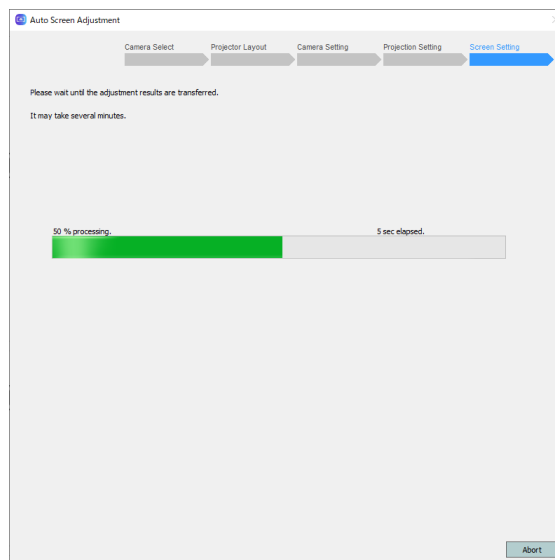 Auto Screen Adjustment
Camera Select Projector Layout Camera Setting Projection Setting Screen Setting
Please wait until the adjustment results are transferred.
It may take several minutes.
50 % processing. 5 sec elapsed.
Abort